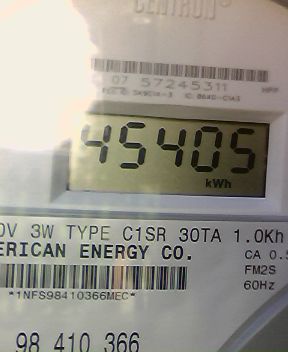 CENTRON
07 57245311
45405
kWh
0V 3W TYPE C1SR 30TA 1.0Kh
ERICAN ENERGY CO.
CA 0.5
FM2S
60Hz
*1NFS98410366MEC*
98 410 366